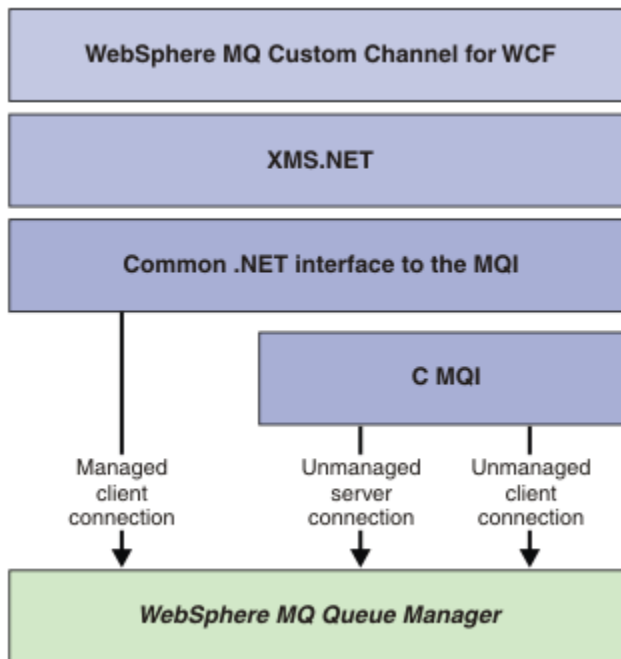 WebSphere MQ Custom Channel for WCF
XMS.NET
Common .NET interface to the MQI
C MQI
Managed
client
connection
Unmanaged
server
connection
Unmanaged
client
connection
WebSphere MQ Queue Manager